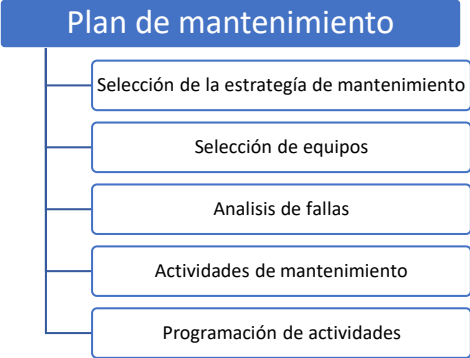 Plan de mantenimiento
Selección de la estrategía de mantenimiento
Selección de equipos
Analisis de fallas
Actividades de mantenimiento
Programación de actividades